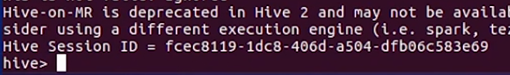 Hive-on-MR is deprecated in Hive 2 and may not be availab
sider using a different execution engine (i.e. spark, tez
Hive Session ID = fcec8119-1dc8-406d-a504-dfb06c583e69
hive>